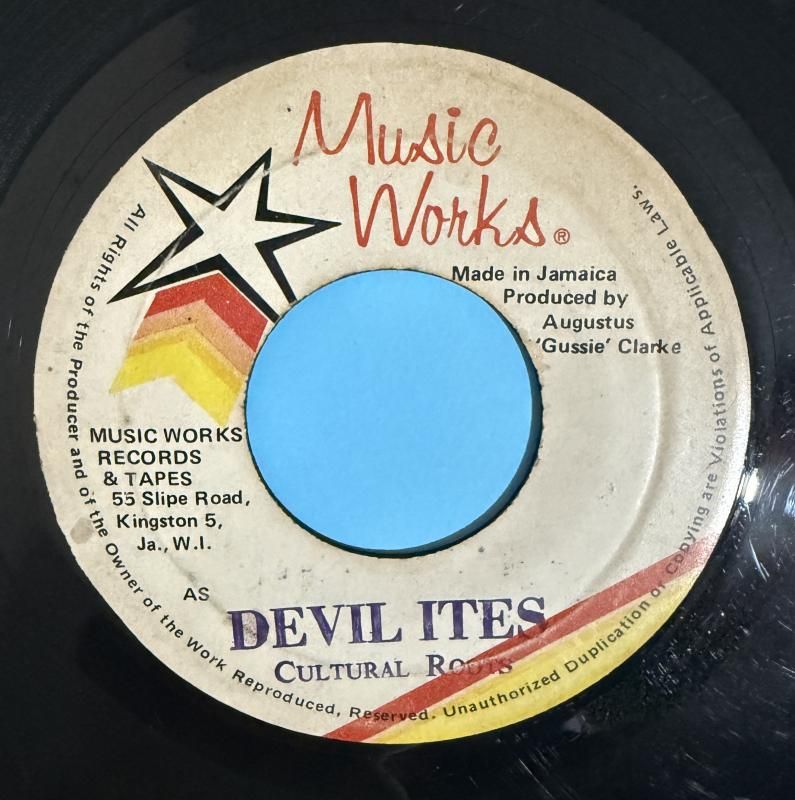 Music
Works®
Made in Jamaica
Produced by
Augustus
'Gussie' Clarke
MUSIC WORKS
RECORDS
& TAPES
55 Slipe Road,
Kingston 5,
Ja., W.I.
AS
DEVIL ITES
CULTURAL ROOTS
All Rights of the Producer and of the Owner of the Work Reproduced, Reserved. Unauthorized Duplication or Copying are Violations of Applicable Laws.